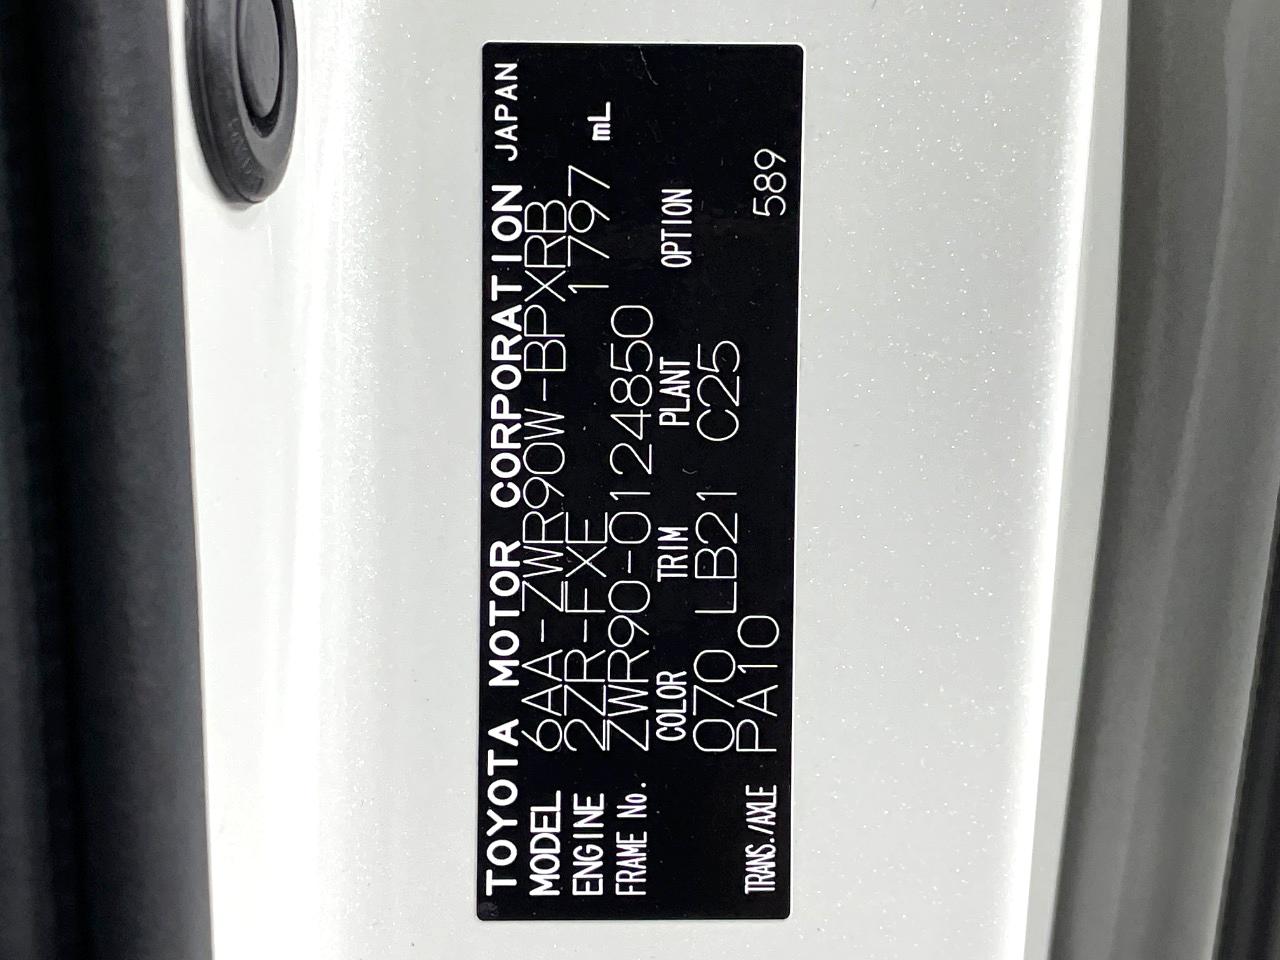 TOYOTA MOTOR CORPORATION JAPAN
MODEL 6AA-ZWR90W-BPXRB
ENGINE 2ZR-FXE 1797 mL
FRAME No. ZWR90-0124850
COLOR TRIM PLANT OPTION
070 LB21 C25
TRANS./AXLE PA10 589